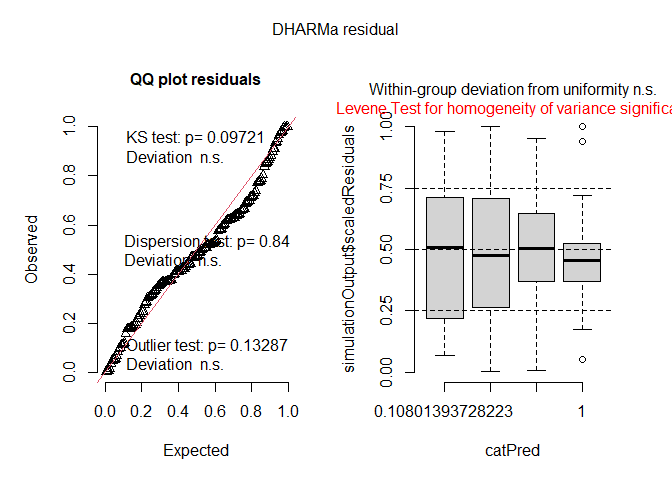 DHARMa residual
QQ plot residuals
KS test: p= 0.09721
Deviation n.s.
Dispersion test: p= 0.84
Deviation n.s.
Outlier test: p= 0.13287
Deviation n.s.
Observed
0.0 0.2 0.4 0.6 0.8 1.0
0.0 0.2 0.4 0.6 0.8 1.0
Expected
Within-group deviation from uniformity n.s.
Levene Test for homogeneity of variance significa
simulationOutput$scaledResiduals
0.00 0.25 0.50 0.75 1.00
0.10801393728223 1
catPred